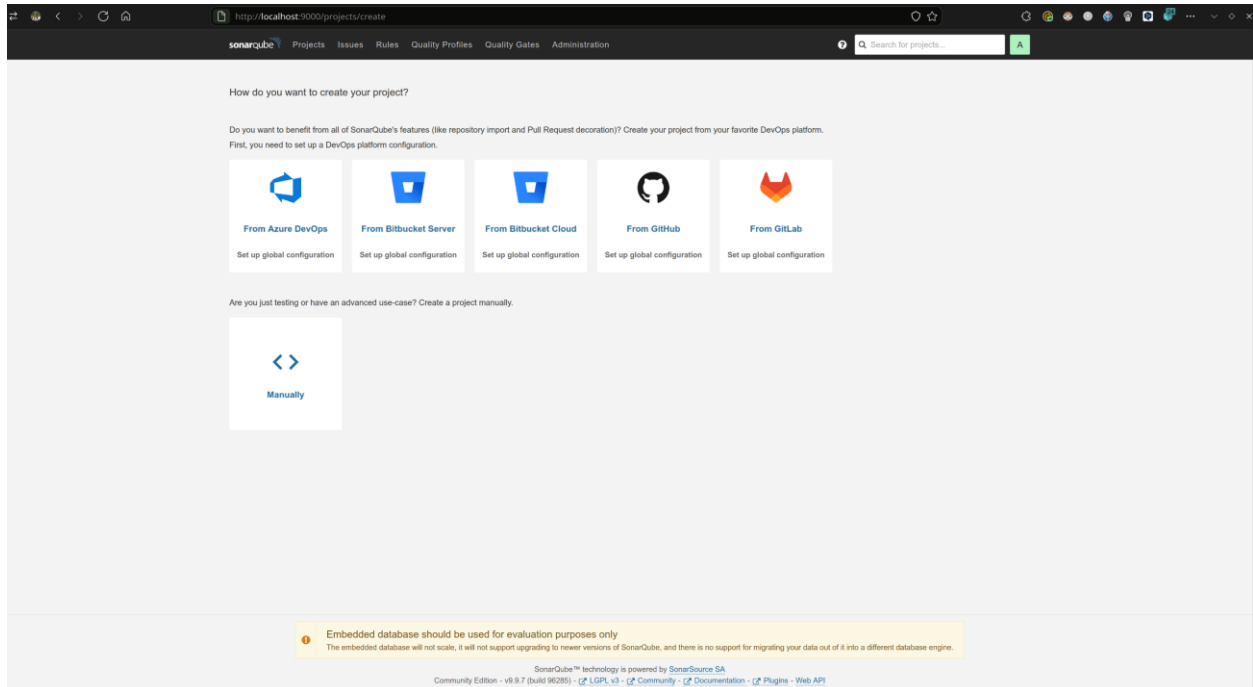 http://localhost:9000/projects/create
sonarqube Projects Issues Rules Quality Profiles Quality Gates Administration Search for projects... A
How do you want to create your project?
Do you want to benefit from all of SonarQube's features (like repository import and Pull Request decoration)? Create your project from your favorite DevOps platform.
First, you need to set up a DevOps platform configuration.
From Azure DevOps From Bitbucket Server From Bitbucket Cloud From GitHub From GitLab
Set up global configuration Set up global configuration Set up global configuration Set up global configuration Set up global configuration
Are you just testing or have an advanced use-case? Create a project manually.
Manually
Embedded database should be used for evaluation purposes only
The embedded database will not scale, it will not support upgrading to newer versions of SonarQube, and there is no support for migrating your data out of it into a different database engine.
SonarQube™ technology is powered by SonarSource SA
Community Edition - v9.9.7 (build 96285) - LGPL v3 - Community - Documentation - Plugins - Web API